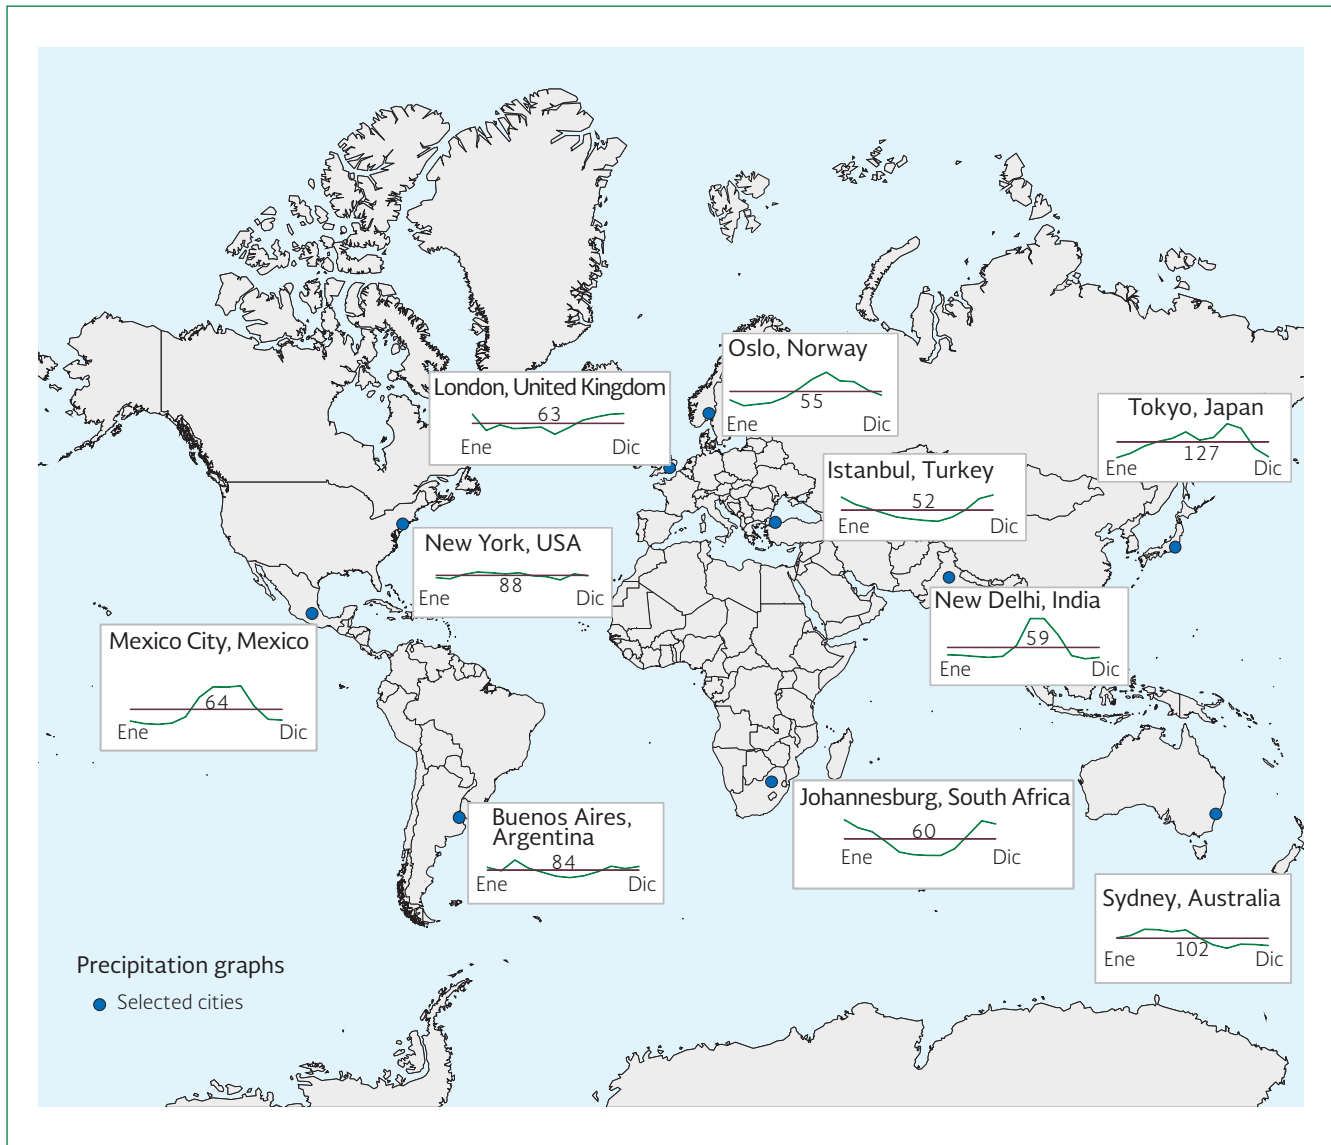 Oslo, Norway
55
Ene Dic
London, United Kingdom
63
Ene Dic
Tokyo, Japan
127
Ene Dic
Istanbul, Turkey
52
Ene Dic
New York, USA
88
Ene Dic
New Delhi, India
59
Ene Dic
Mexico City, Mexico
64
Ene Dic
Johannesburg, South Africa
60
Ene Dic
Buenos Aires,
Argentina
84
Ene Dic
Sydney, Australia
102
Ene Dic
Precipitation graphs
Selected cities